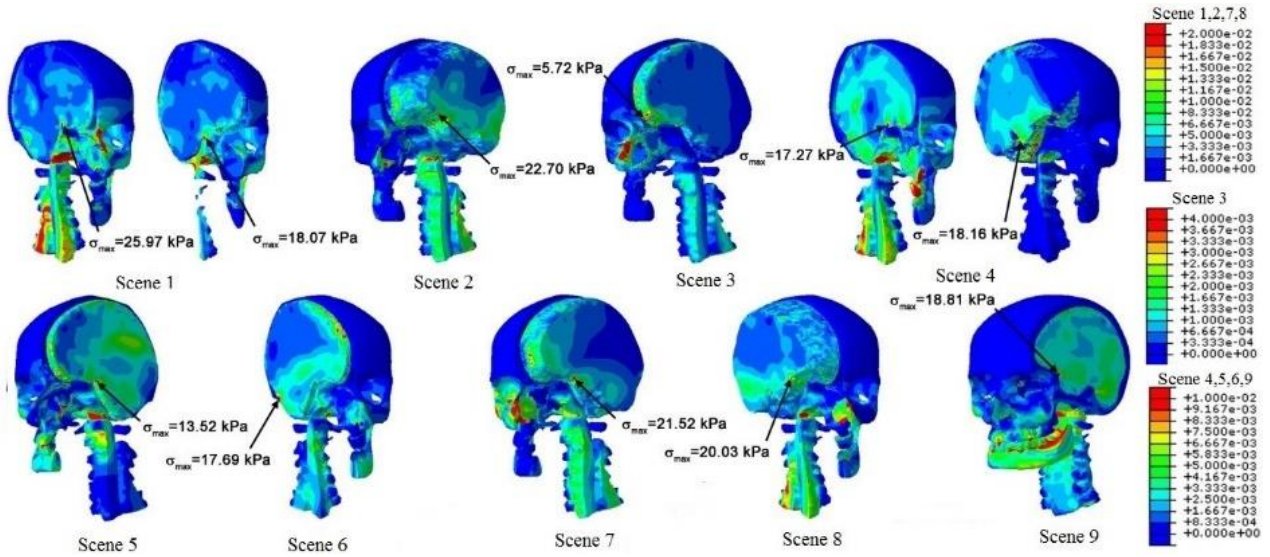 Scene 1,2,7,8
+2.000e-02
+1.833e-02
+1.667e-02
+1.500e-02
+1.333e-02
+1.167e-02
+1.000e-02
+8.333e-03
+6.667e-03
+5.000e-03
+3.333e-03
+1.667e-03
+0.000e+00
σmax=5.72 kPa
σmax=17.27 kPa
σmax=22.70 kPa
σmax=25.97 kPa
σmax=18.07 kPa
σmax=18.16 kPa
Scene 1
Scene 2
Scene 3
Scene 4
Scene 3
+4.000e-03
+3.667e-03
+3.333e-03
+3.000e-03
+2.667e-03
+2.333e-03
+2.000e-03
+1.667e-03
+1.333e-03
+1.000e-03
+6.667e-04
+3.333e-04
+0.000e+00
σmax=18.81 kPa
σmax=13.52 kPa
σmax=17.69 kPa
σmax=21.52 kPa
σmax=20.03 kPa
Scene 5
Scene 6
Scene 7
Scene 8
Scene 9
Scene 4,5,6,9
+1.000e-02
+9.167e-03
+8.333e-03
+7.500e-03
+6.667e-03
+5.833e-03
+5.000e-03
+4.167e-03
+3.333e-03
+2.500e-03
+1.667e-03
+8.333e-04
+0.000e+00